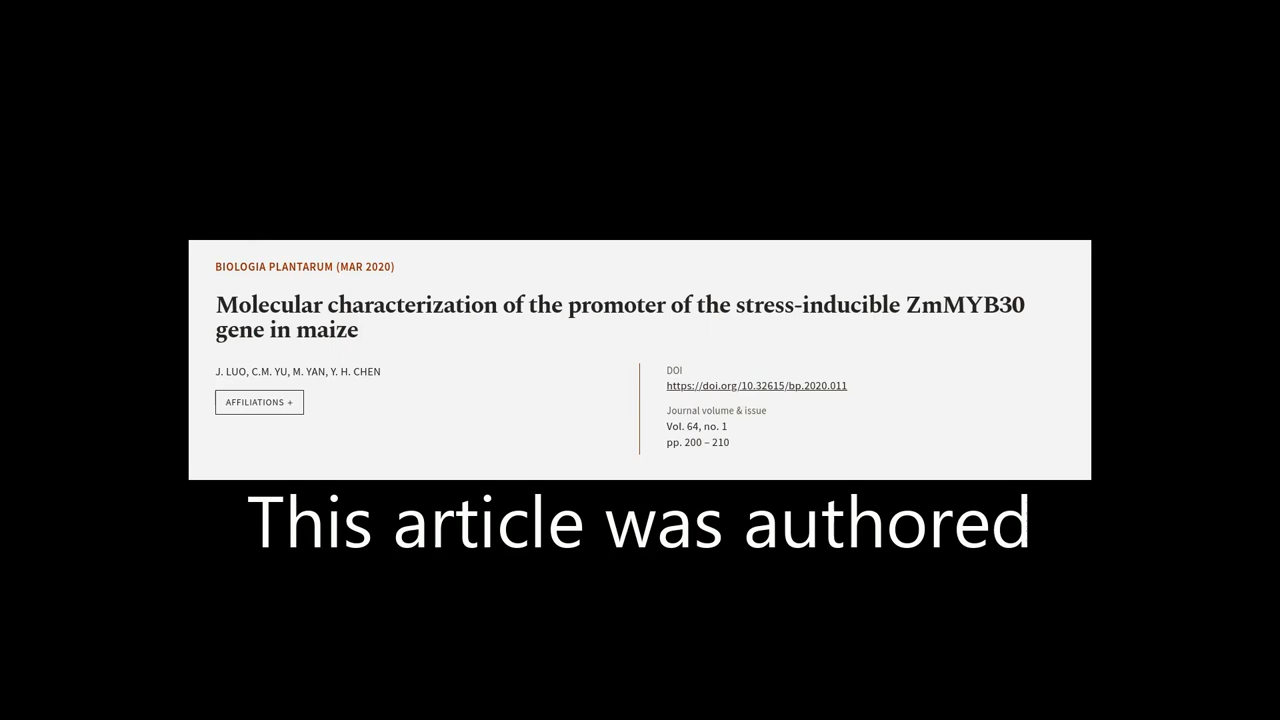 BIOLOGIA PLANTARUM (MAR 2020)
Molecular characterization of the promoter of the stress-inducible ZmMYB30
gene in maize
J. LUO, C.M. YU, M. YAN, Y. H. CHEN
AFFILIATIONS +
DOI
https://doi.org/10.32615/bp.2020.011
Journal volume & issue
Vol. 64, no. 1
pp. 200 – 210
This article was authored